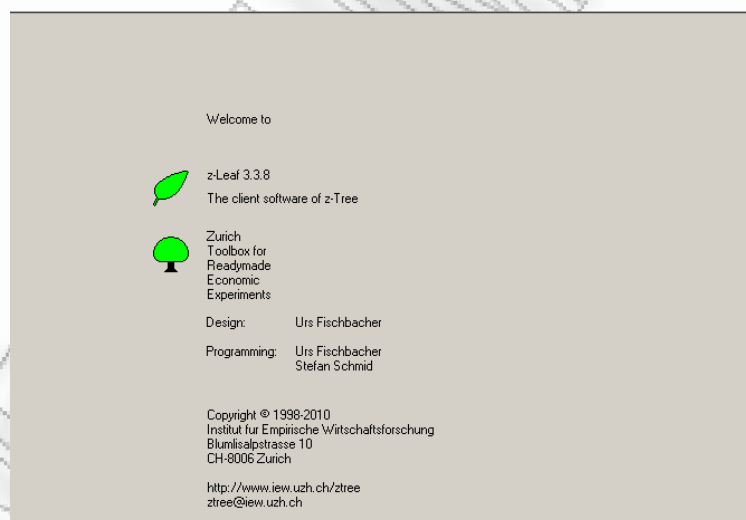 Welcome to
z-Leaf 3.3.8
The client software of z-Tree
Zurich
Toolbox for
Readymade
Economic
Experiments
Design: Urs Fischbacher
Programming: Urs Fischbacher
Stefan Schmid
Copyright © 1998-2010
Institut fur Empirische Wirtschaftsforschung
Blumlisalpstrasse 10
CH-8006 Zurich
http://www.iew.uzh.ch/ztree
ztree@iew.uzh.ch